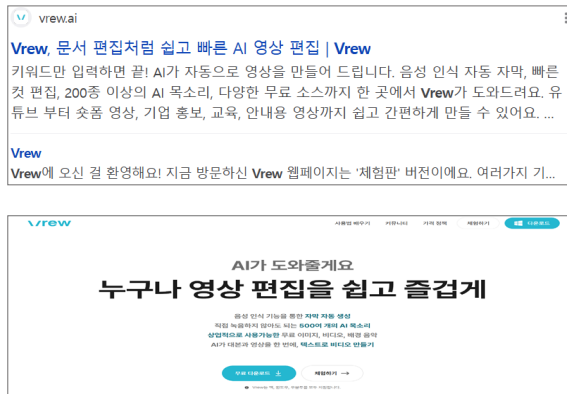 vrew.ai
Vrew, 문서 편집처럼 쉽고 빠른 AI 영상 편집 | Vrew
키워드만 입력하면 끝! AI가 자동으로 영상을 만들어 드립니다. 음성 인식 자동 자막, 빠른
컷 편집, 200종 이상의 AI 목소리, 다양한 무료 소스까지 한 곳에서 Vrew가 도와드려요. 유
튜브 부터 숏폼 영상, 기업 홍보, 교육, 안내용 영상까지 쉽고 간편하게 만들 수 있어요. ...
Vrew
Vrew에 오신 걸 환영해요! 지금 방문하신 Vrew 웹페이지는 '체험판' 버전이에요. 여러가지 기...
Vrew 사용법 배우기 커뮤니티 가격 정책 체험하기 다운로드
AI가 도와줄게요
누구나 영상 편집을 쉽고 즐겁게
음성 인식 기능을 통한 자막 자동 생성
직접 녹음하지 않아도 되는 500여 개의 AI 목소리
상업적으로 사용가능한 무료 이미지, 비디오, 배경 음악
AI가 대본과 영상을 한 번에, 텍스트로 비디오 만들기
무료 다운로드 체험하기 →